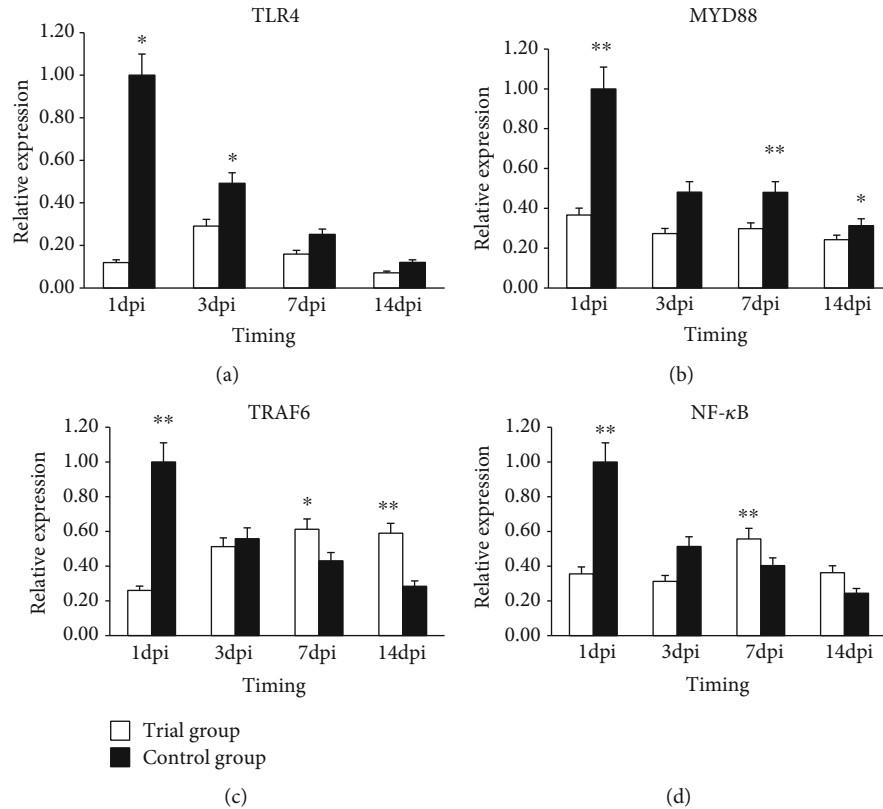 TLR4
1.20
1.00
0.80
0.60
0.40
0.20
0.00
Relative expression
*
*
1dpi 3dpi 7dpi 14dpi
Timing
(a)
MYD88
1.20
1.00
0.80
0.60
0.40
0.20
0.00
Relative expression
**
**
*
1dpi 3dpi 7dpi 14dpi
Timing
(b)
TRAF6
1.20
1.00
0.80
0.60
0.40
0.20
0.00
Relative expression
**
*
**
1dpi 3dpi 7dpi 14dpi
Timing
Trial group
Control group
(c)
NF-κB
1.20
1.00
0.80
0.60
0.40
0.20
0.00
Relative expression
**
**
1dpi 3dpi 7dpi 14dpi
Timing
(d)